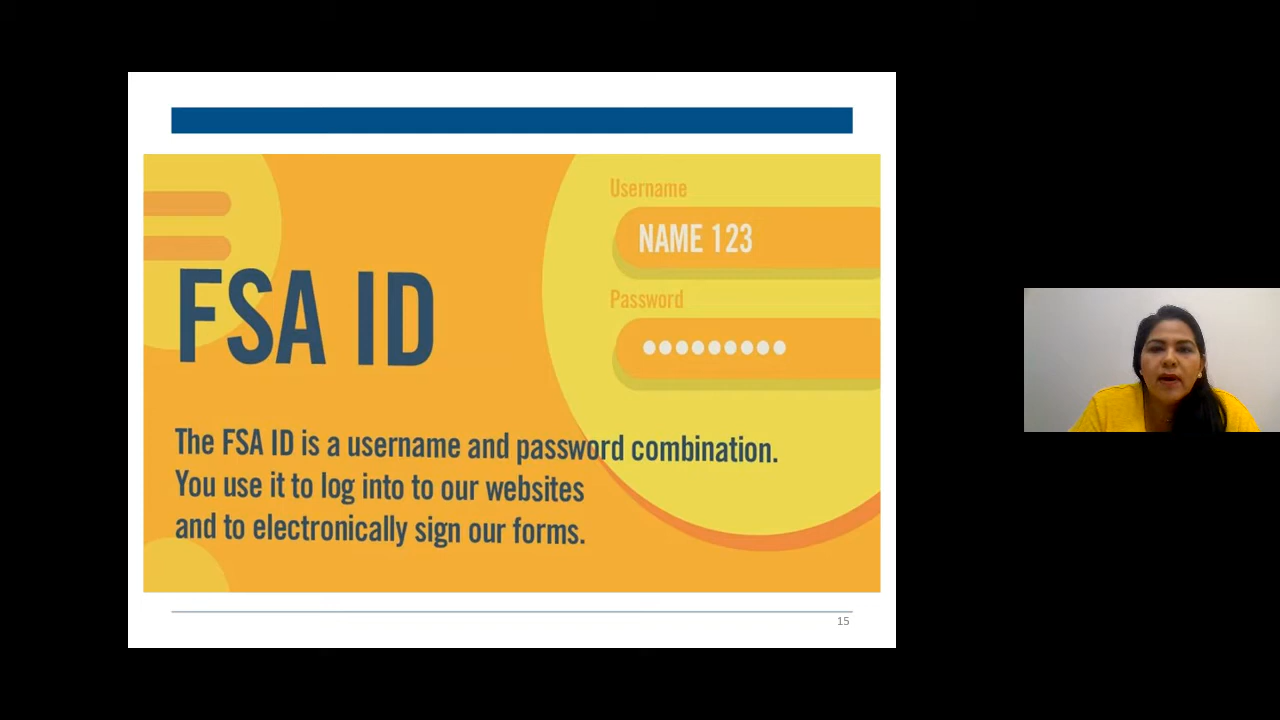 Username
NAME 123
Password
FSA ID
The FSA ID is a username and password combination.
You use it to log into to our websites
and to electronically sign our forms.
15